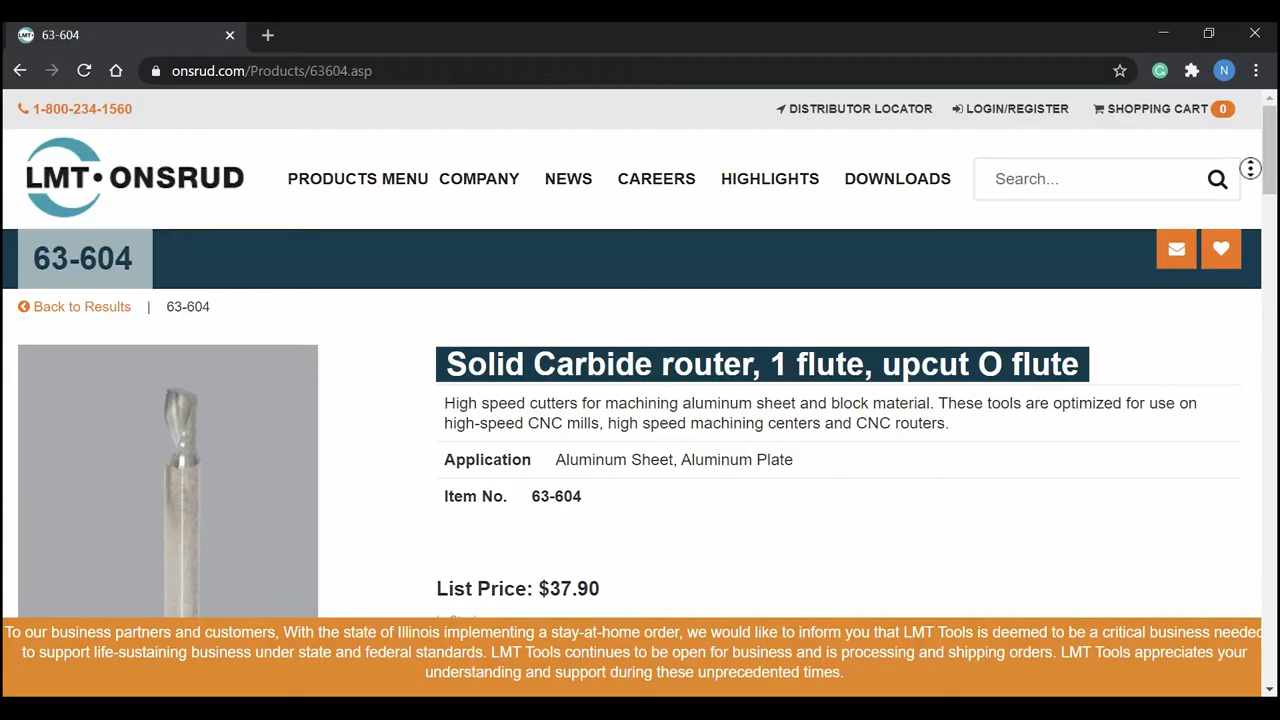 63-604
onsrud.com/Products/63604.asp
N
1-800-234-1560
DISTRIBUTOR LOCATOR
LOGIN/REGISTER
SHOPPING CART 0
LMT • ONSRUD
PRODUCTS MENU COMPANY NEWS CAREERS HIGHLIGHTS DOWNLOADS
Search...
63-604
Back to Results | 63-604
Solid Carbide router, 1 flute, upcut O flute
High speed cutters for machining aluminum sheet and block material. These tools are optimized for use on
high-speed CNC mills, high speed machining centers and CNC routers.
Application Aluminum Sheet, Aluminum Plate
Item No. 63-604
List Price: $37.90
To our business partners and customers, With the state of Illinois implementing a stay-at-home order, we would like to inform you that LMT Tools is deemed to be a critical business needed
to support life-sustaining business under state and federal standards. LMT Tools continues to be open for business and is processing and shipping orders. LMT Tools appreciates your
understanding and support during these unprecedented times.